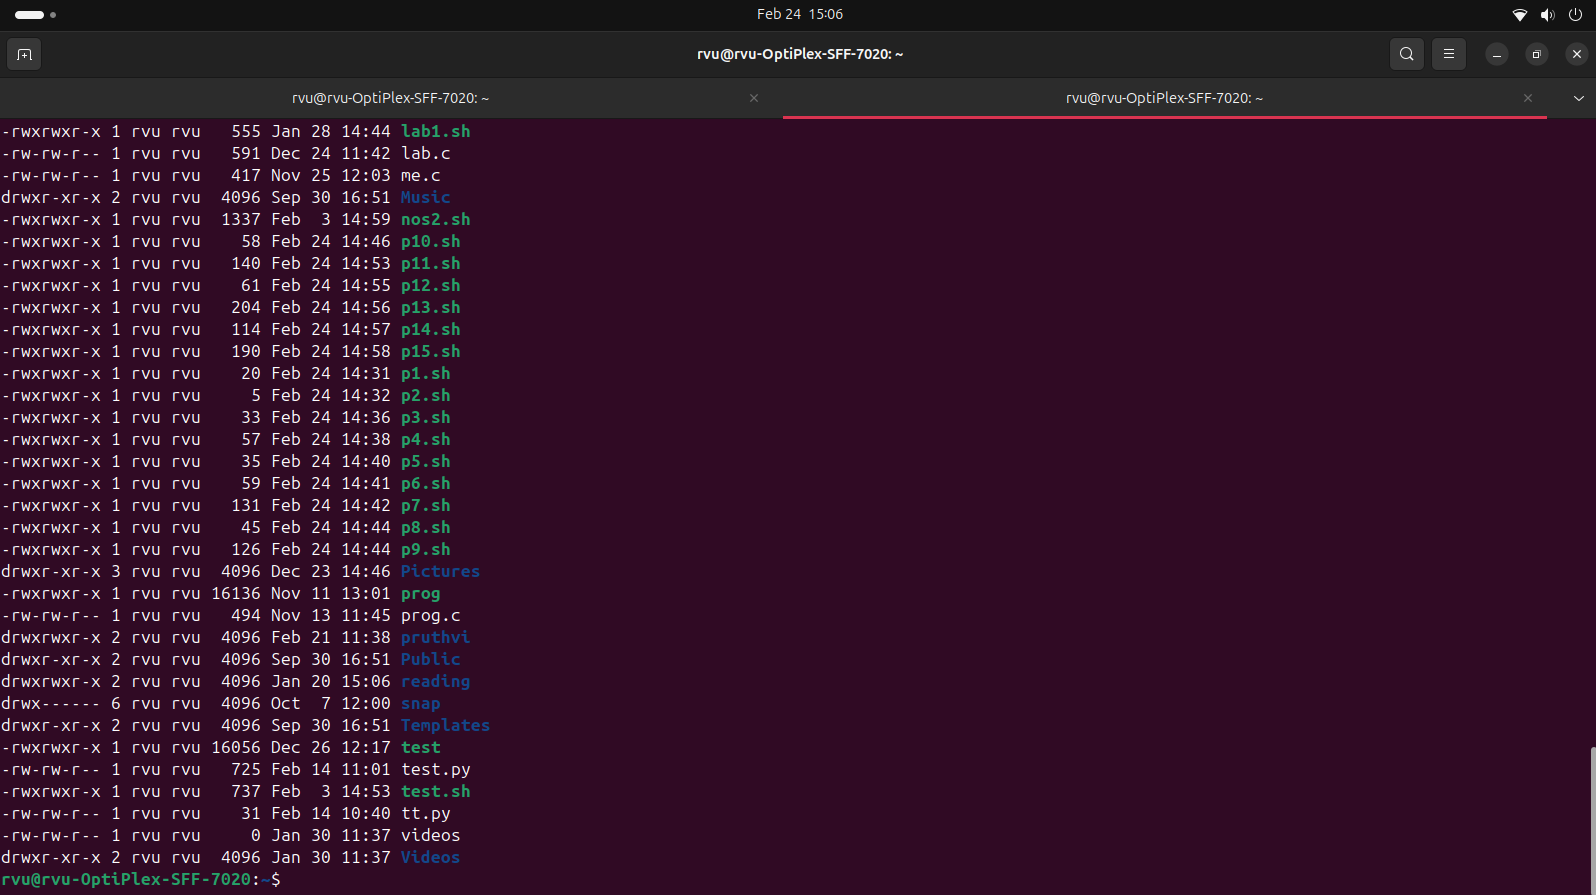 Feb 24 15:06
rvu@rvu-OptiPlex-SFF-7020: ~
rvu@rvu-OptiPlex-SFF-7020: ~ rvu@rvu-OptiPlex-SFF-7020: ~
-rwxrwxr-x 1 rvu rvu   555 Jan 28 14:44 lab1.sh
-rw-rw-r-- 1 rvu rvu   591 Dec 24 11:42 lab.c
-rw-rw-r-- 1 rvu rvu   417 Nov 25 12:03 me.c
drwxr-xr-x 2 rvu rvu  4096 Sep 30 16:51 Music
-rwxrwxr-x 1 rvu rvu  1337 Feb  3 14:59 nos2.sh
-rwxrwxr-x 1 rvu rvu    58 Feb 24 14:46 p10.sh
-rwxrwxr-x 1 rvu rvu   140 Feb 24 14:53 p11.sh
-rwxrwxr-x 1 rvu rvu    61 Feb 24 14:55 p12.sh
-rwxrwxr-x 1 rvu rvu   204 Feb 24 14:56 p13.sh
-rwxrwxr-x 1 rvu rvu   114 Feb 24 14:57 p14.sh
-rwxrwxr-x 1 rvu rvu   190 Feb 24 14:58 p15.sh
-rwxrwxr-x 1 rvu rvu    20 Feb 24 14:31 p1.sh
-rwxrwxr-x 1 rvu rvu     5 Feb 24 14:32 p2.sh
-rwxrwxr-x 1 rvu rvu    33 Feb 24 14:36 p3.sh
-rwxrwxr-x 1 rvu rvu    57 Feb 24 14:38 p4.sh
-rwxrwxr-x 1 rvu rvu    35 Feb 24 14:40 p5.sh
-rwxrwxr-x 1 rvu rvu    59 Feb 24 14:41 p6.sh
-rwxrwxr-x 1 rvu rvu   131 Feb 24 14:42 p7.sh
-rwxrwxr-x 1 rvu rvu    45 Feb 24 14:44 p8.sh
-rwxrwxr-x 1 rvu rvu   126 Feb 24 14:44 p9.sh
drwxr-xr-x 3 rvu rvu  4096 Dec 23 14:46 Pictures
-rwxrwxr-x 1 rvu rvu 16136 Nov 11 13:01 prog
-rw-rw-r-- 1 rvu rvu   494 Nov 13 11:45 prog.c
drwxrwxr-x 2 rvu rvu  4096 Feb 21 11:38 pruthvi
drwxr-xr-x 2 rvu rvu  4096 Sep 30 16:51 Public
drwxrwxr-x 2 rvu rvu  4096 Jan 20 15:06 reading
drwx------ 6 rvu rvu  4096 Oct  7 12:00 snap
drwxr-xr-x 2 rvu rvu  4096 Sep 30 16:51 Templates
-rwxrwxr-x 1 rvu rvu 16056 Dec 26 12:17 test
-rw-rw-r-- 1 rvu rvu   725 Feb 14 11:01 test.py
-rwxrwxr-x 1 rvu rvu   737 Feb  3 14:53 test.sh
-rw-rw-r-- 1 rvu rvu    31 Feb 14 10:40 tt.py
-rw-rw-r-- 1 rvu rvu     0 Jan 30 11:37 videos
drwxr-xr-x 2 rvu rvu  4096 Jan 30 11:37 Videos
rvu@rvu-OptiPlex-SFF-7020:~$